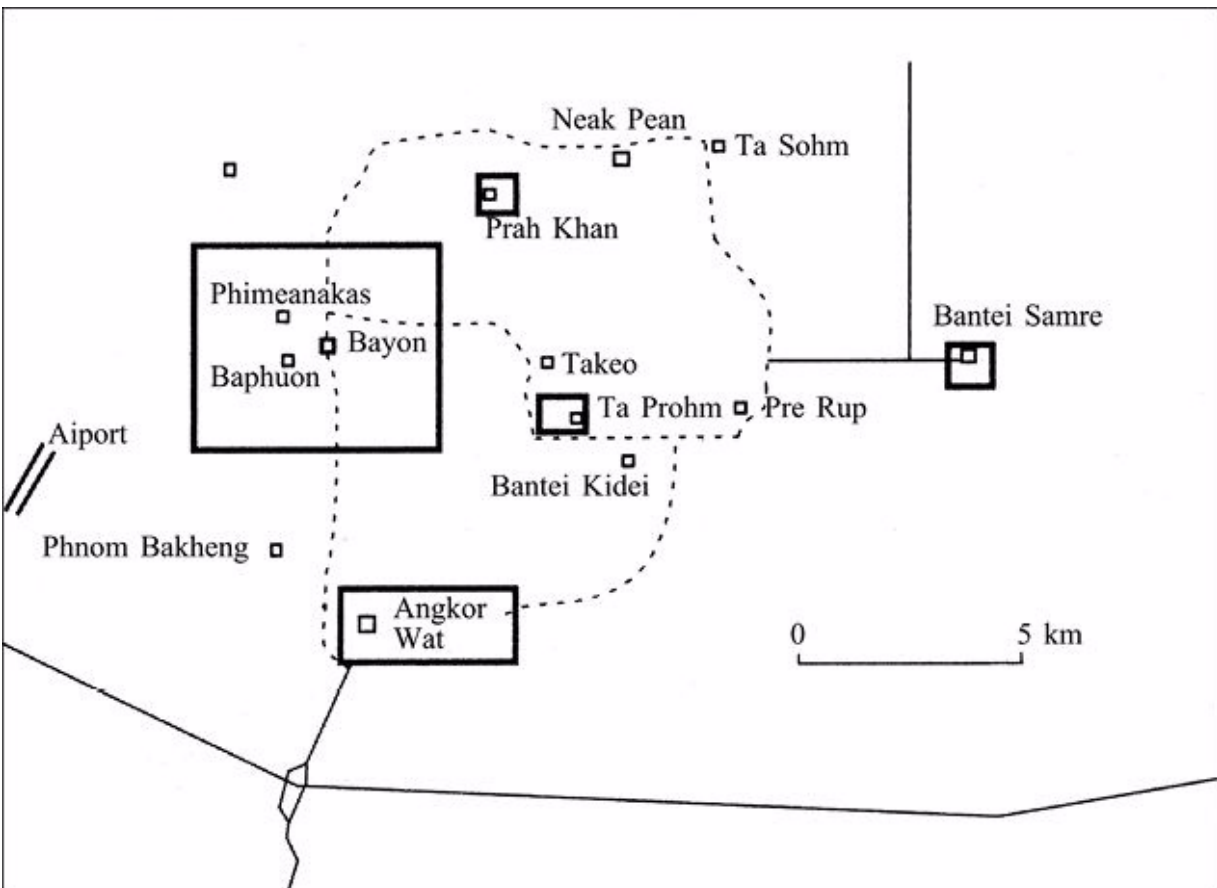 Neak Pean
Ta Sohm
Prah Khan
Phimeanakas
Bantei Samre
Bayon
Baphuon
Takeo
Ta Prohm
Pre Rup
Aiport
Bantei Kidei
Phnom Bakheng
Angkor
Wat
0 5 km